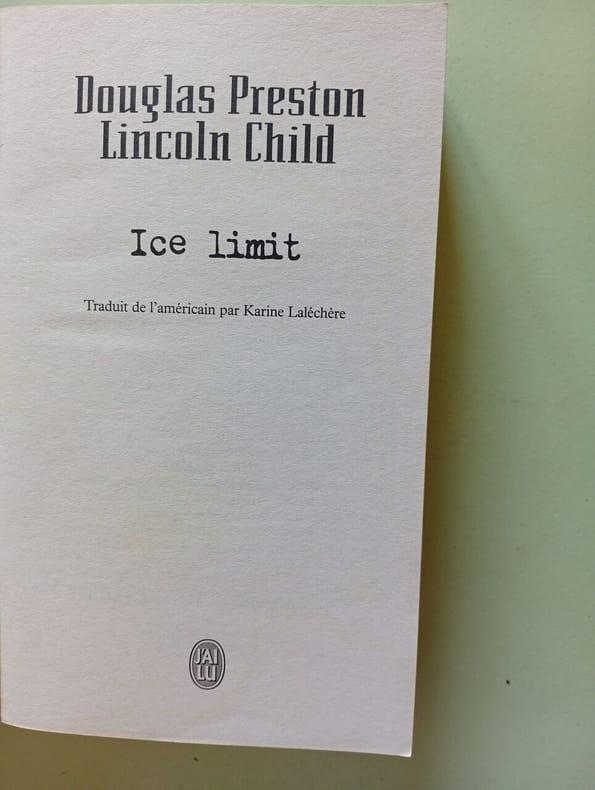 Douglas Preston
Lincoln Child
Ice limit
Traduit de l'américain par Karine Laléchère
J'AI
LU